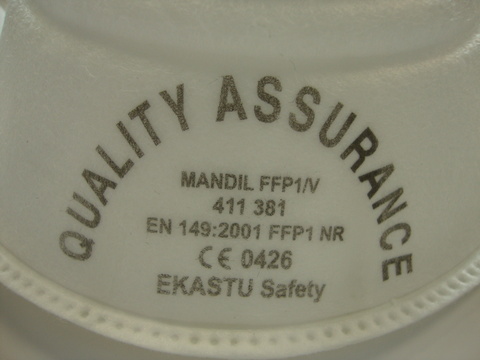 QUALITY ASSURANCE
MANDIL FFP1/V
411 381
EN 149:2001 FFP1 NR
CE 0426
EKASTU Safety